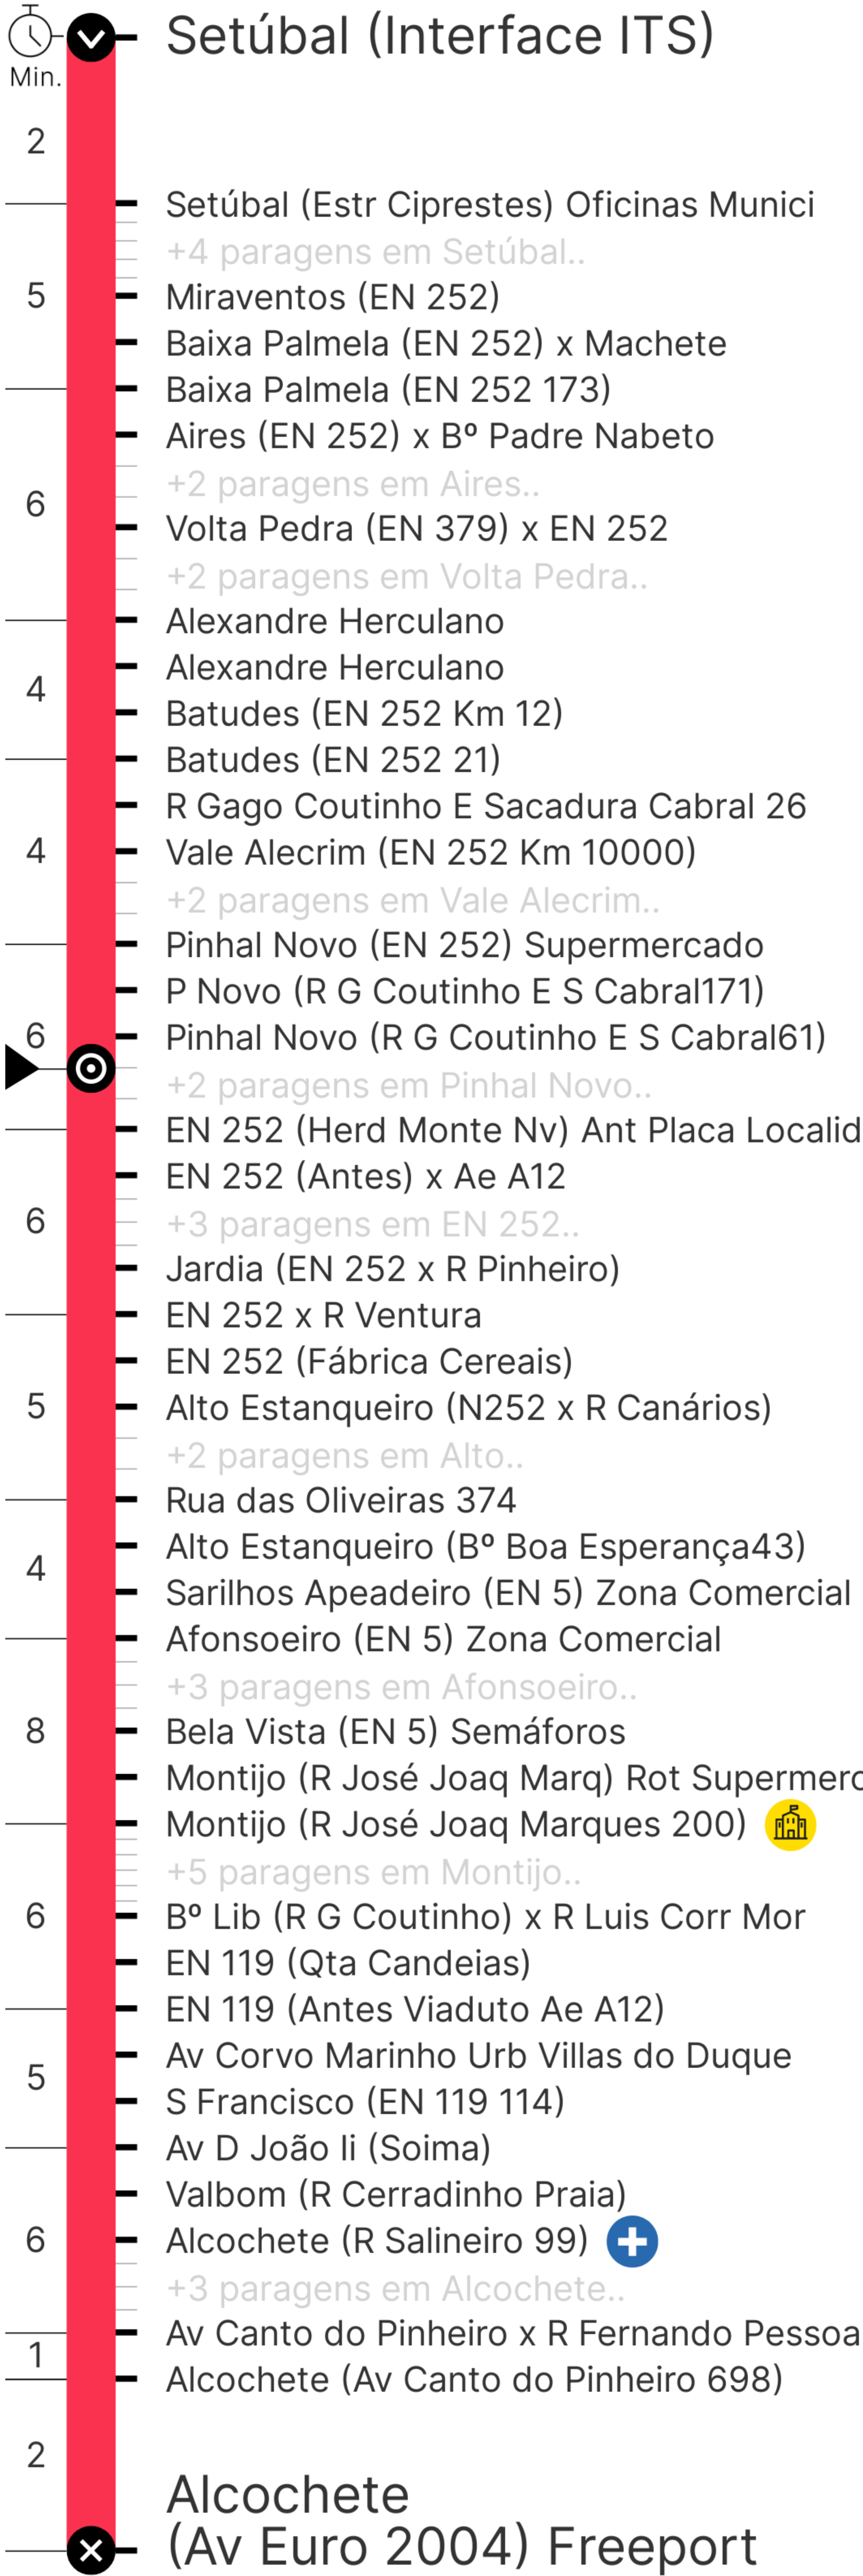 Setúbal (Interface ITS)
Min.
2
Setúbal (Estr Ciprestes) Oficinas Munici
+4 paragens em Setúbal..
5
Miraventos (EN 252)
Baixa Palmela (EN 252) x Machete
Baixa Palmela (EN 252 173)
Aires (EN 252) x Bº Padre Nabeto
+2 paragens em Aires..
6
Volta Pedra (EN 379) x EN 252
+2 paragens em Volta Pedra..
Alexandre Herculano
Alexandre Herculano
4
Batudes (EN 252 Km 12)
Batudes (EN 252 21)
R Gago Coutinho E Sacadura Cabral 26
4
Vale Alecrim (EN 252 Km 10000)
+2 paragens em Vale Alecrim..
Pinhal Novo (EN 252) Supermercado
P Novo (R G Coutinho E S Cabral171)
6
Pinhal Novo (R G Coutinho E S Cabral61)
+2 paragens em Pinhal Novo..
EN 252 (Herd Monte Nv) Ant Placa Localid
EN 252 (Antes) x Ae A12
6
+3 paragens em EN 252..
Jardia (EN 252 x R Pinheiro)
EN 252 x R Ventura
EN 252 (Fábrica Cereais)
5
Alto Estanqueiro (N252 x R Canários)
+2 paragens em Alto..
Rua das Oliveiras 374
Alto Estanqueiro (Bº Boa Esperança43)
4
Sarilhos Apeadeiro (EN 5) Zona Comercial
Afonsoeiro (EN 5) Zona Comercial
+3 paragens em Afonsoeiro..
8
Bela Vista (EN 5) Semáforos
Montijo (R José Joaq Marq) Rot Supermerc
Montijo (R José Joaq Marques 200)
+5 paragens em Montijo..
6
Bº Lib (R G Coutinho) x R Luis Corr Mor
EN 119 (Qta Candeias)
EN 119 (Antes Viaduto Ae A12)
Av Corvo Marinho Urb Villas do Duque
5
S Francisco (EN 119 114)
Av D João Ii (Soima)
Valbom (R Cerradinho Praia)
6
Alcochete (R Salineiro 99)
+3 paragens em Alcochete..
Av Canto do Pinheiro x R Fernando Pessoa
1
Alcochete (Av Canto do Pinheiro 698)
2
Alcochete
(Av Euro 2004) Freeport